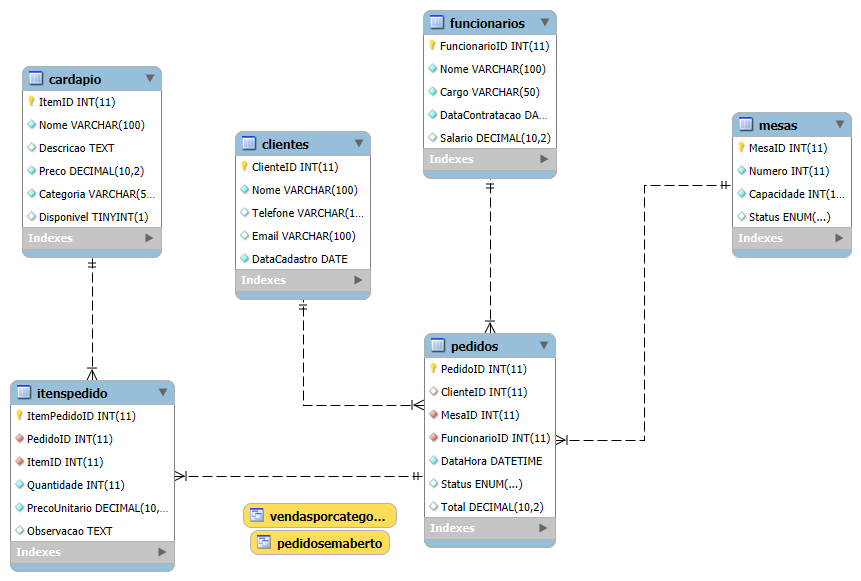 funcionarios
FuncionarioID INT(11)
Nome VARCHAR(100)
Cargo VARCHAR(50)
DataContratacao DA...
Salario DECIMAL(10,2)
Indexes
cardapio
ItemID INT(11)
Nome VARCHAR(100)
Descricao TEXT
Preco DECIMAL(10,2)
Categoria VARCHAR(5...
Disponivel TINYINT(1)
Indexes
clientes
ClienteID INT(11)
Nome VARCHAR(100)
Telefone VARCHAR(1...
Email VARCHAR(100)
DataCadastro DATE
Indexes
mesas
MesaID INT(11)
Numero INT(11)
Capacidade INT(1...
Status ENUM(...)
Indexes
pedidos
PedidoID INT(11)
ClienteID INT(11)
MesaID INT(11)
FuncionarioID INT(11)
DataHora DATETIME
Status ENUM(...)
Total DECIMAL(10,2)
Indexes
itenspedido
ItemPedidoID INT(11)
PedidoID INT(11)
ItemID INT(11)
Quantidade INT(11)
PrecoUnitario DECIMAL(10,...
Observacao TEXT
Indexes
vendasporcatego...
pedidosemaberto